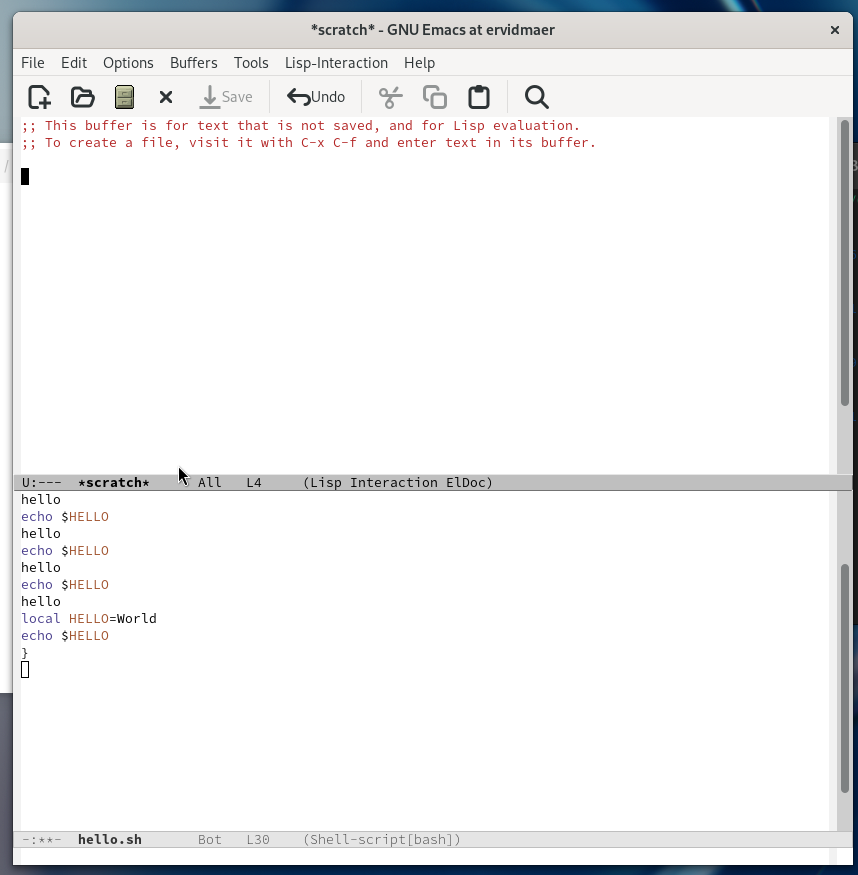 *scratch* - GNU Emacs at ervidmaer
File Edit Options Buffers Tools Lisp-Interaction Help
Save Undo
;; This buffer is for text that is not saved, and for Lisp evaluation.
;; To create a file, visit it with C-x C-f and enter text in its buffer.
U:--- *scratch* All L4 (Lisp Interaction ElDoc)
hello
echo $HELLO
hello
echo $HELLO
hello
echo $HELLO
hello
local HELLO=World
echo $HELLO
}
-:**- hello.sh Bot L30 (Shell-script[bash])